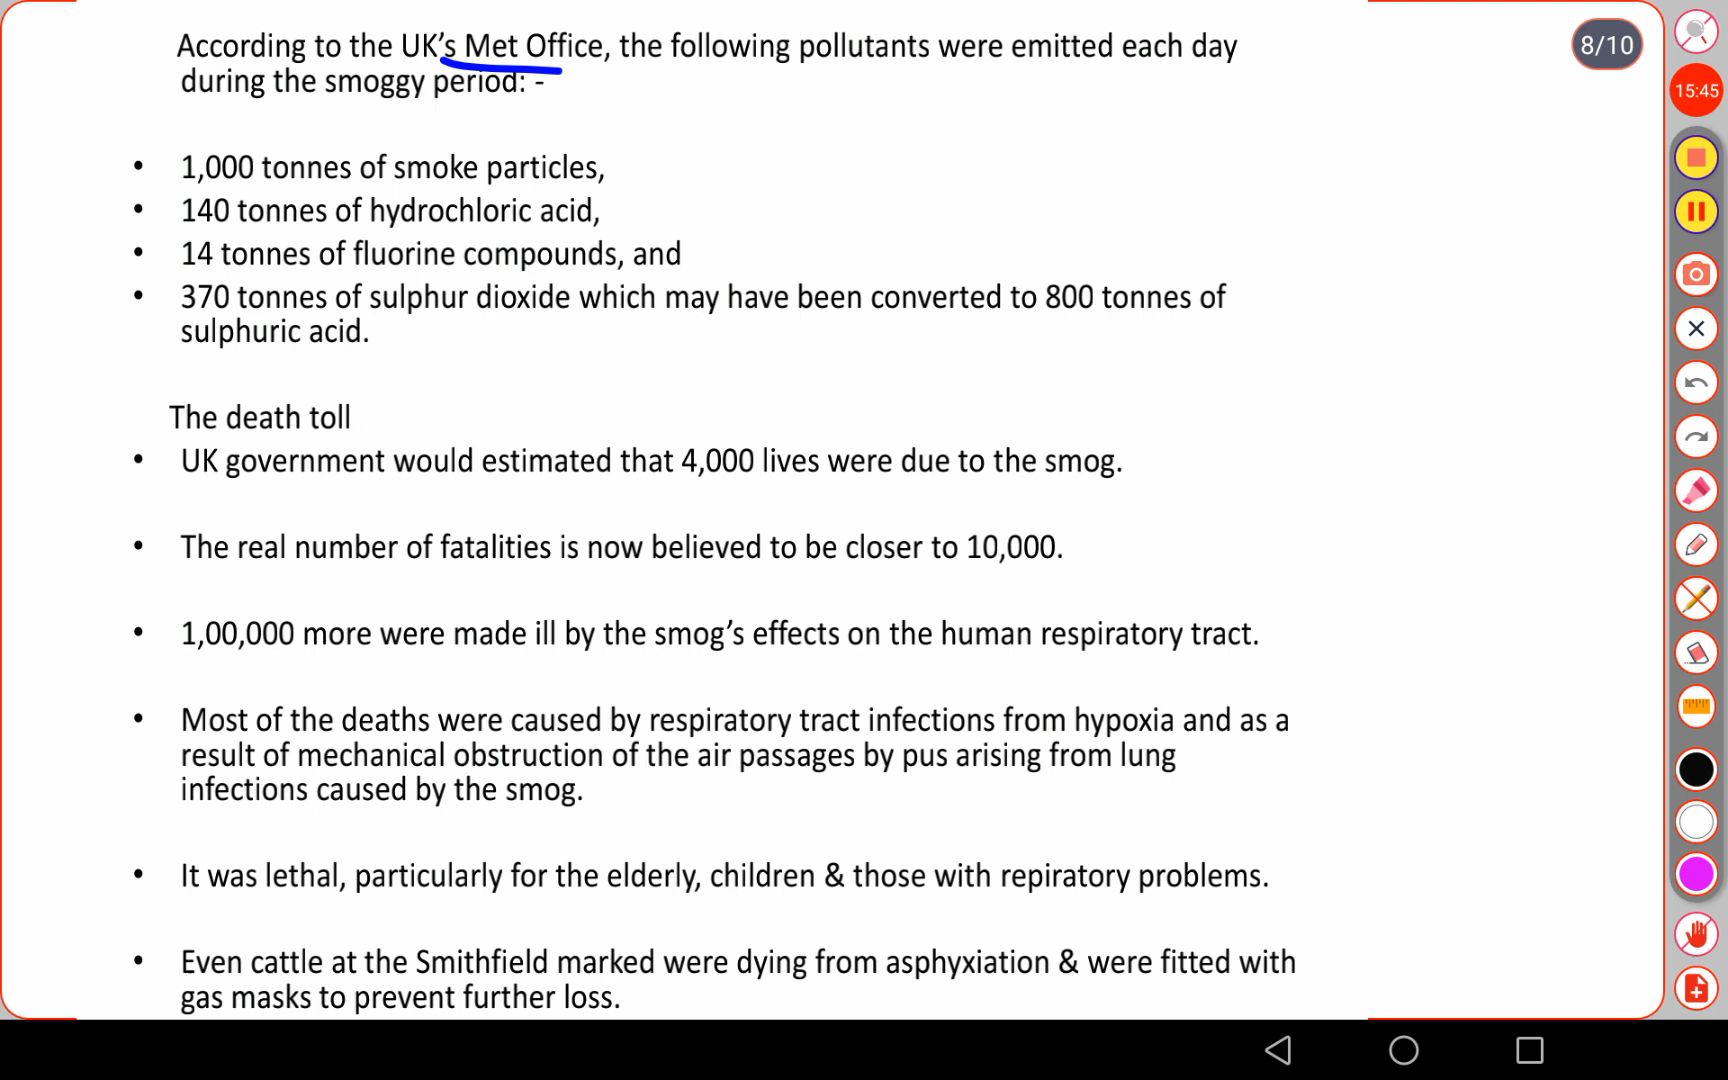 According to the UK's Met Office, the following pollutants were emitted each day
during the smoggy period: -
8/10
15:45
• 1,000 tonnes of smoke particles,
• 140 tonnes of hydrochloric acid,
• 14 tonnes of fluorine compounds, and
• 370 tonnes of sulphur dioxide which may have been converted to 800 tonnes of
sulphuric acid.
The death toll
• UK government would estimated that 4,000 lives were due to the smog.
• The real number of fatalities is now believed to be closer to 10,000.
• 1,00,000 more were made ill by the smog's effects on the human respiratory tract.
• Most of the deaths were caused by respiratory tract infections from hypoxia and as a
result of mechanical obstruction of the air passages by pus arising from lung
infections caused by the smog.
• It was lethal, particularly for the elderly, children & those with repiratory problems.
• Even cattle at the Smithfield marked were dying from asphyxiation & were fitted with
gas masks to prevent further loss.